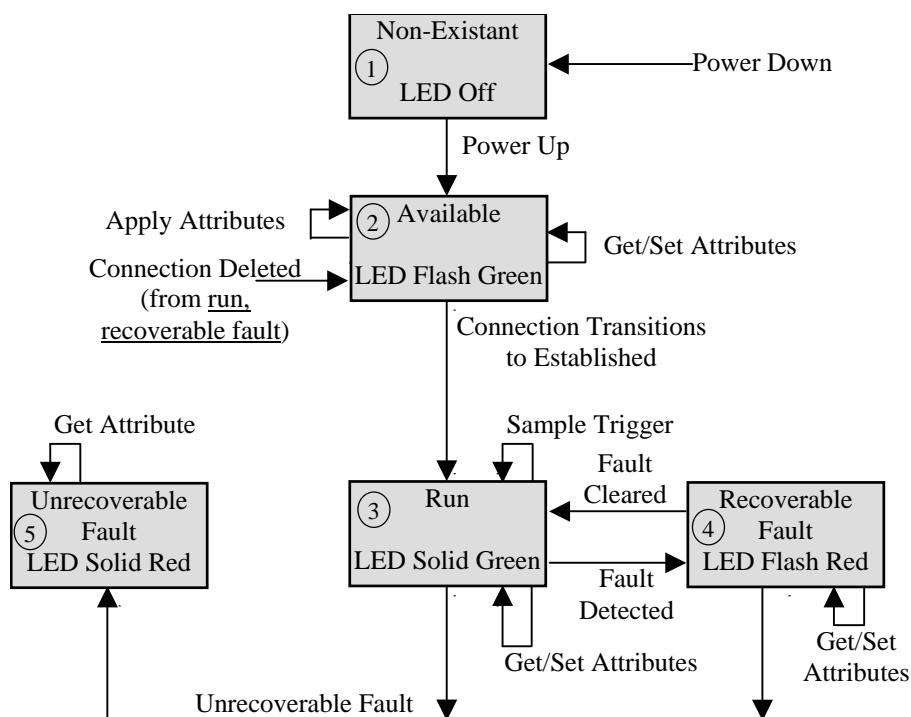 Non-Existant
1
LED Off
Power Down
Power Up
Apply Attributes
2
Available
LED Flash Green
Get/Set Attributes
Connection Deleted
(from run,
recoverable fault)
Connection Transitions
to Established
Get Attribute
Unrecoverable
Fault
5
LED Solid Red
Sample Trigger
3
Run
LED Solid Green
Fault
Cleared
Recoverable
Fault
4
LED Flash Red
Fault
Detected
Get/Set Attributes
Get/Set
Attributes
Unrecoverable Fault